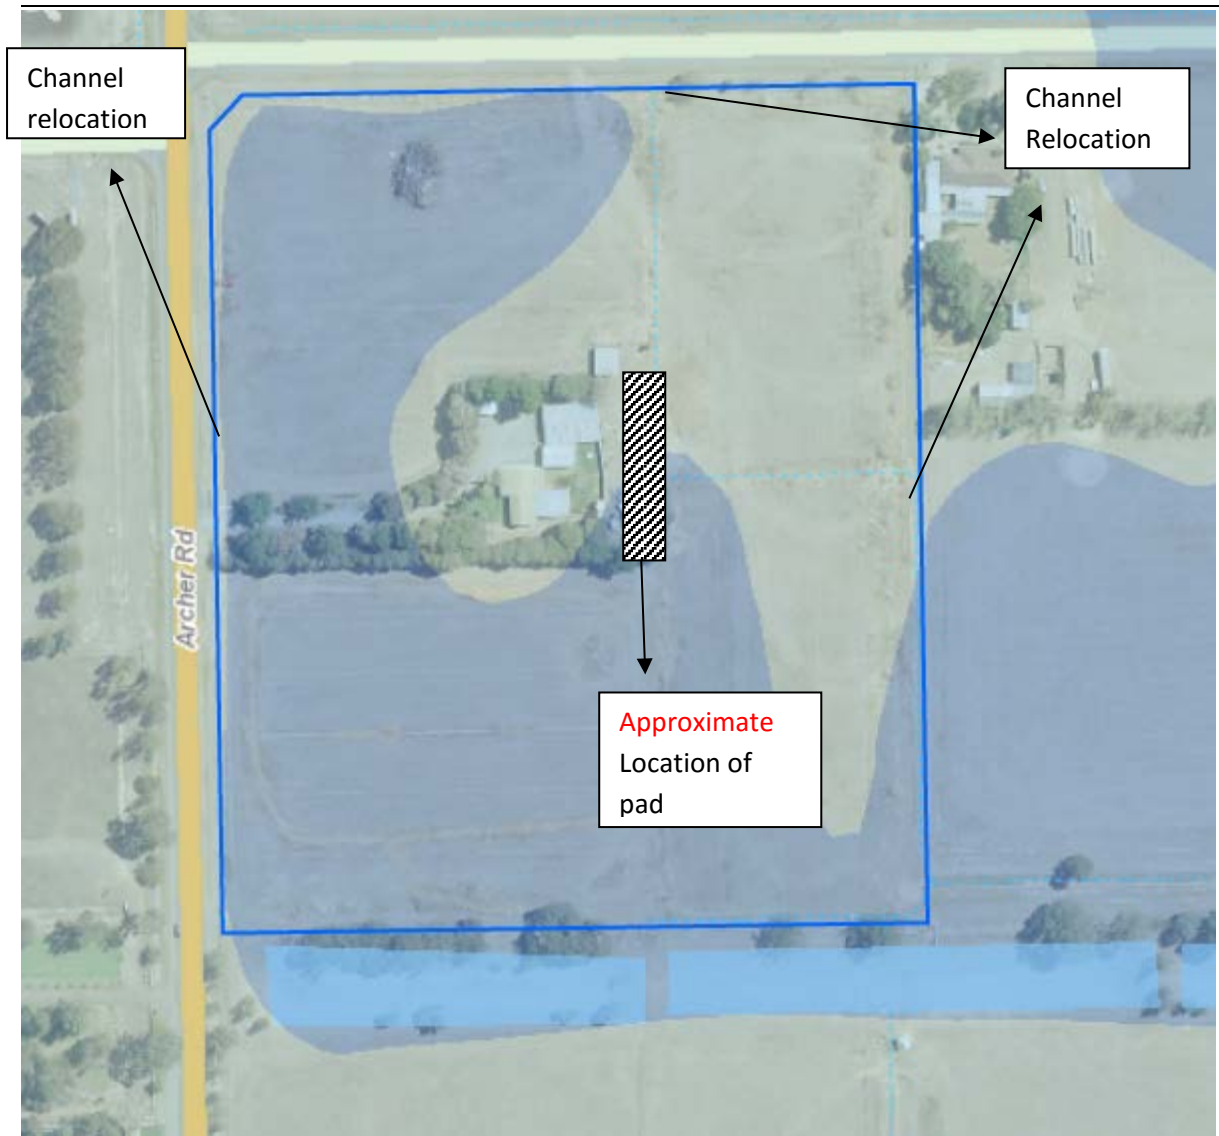 Channel
relocation
Channel
Relocation
Archer Rd
Approximate
Location of
pad